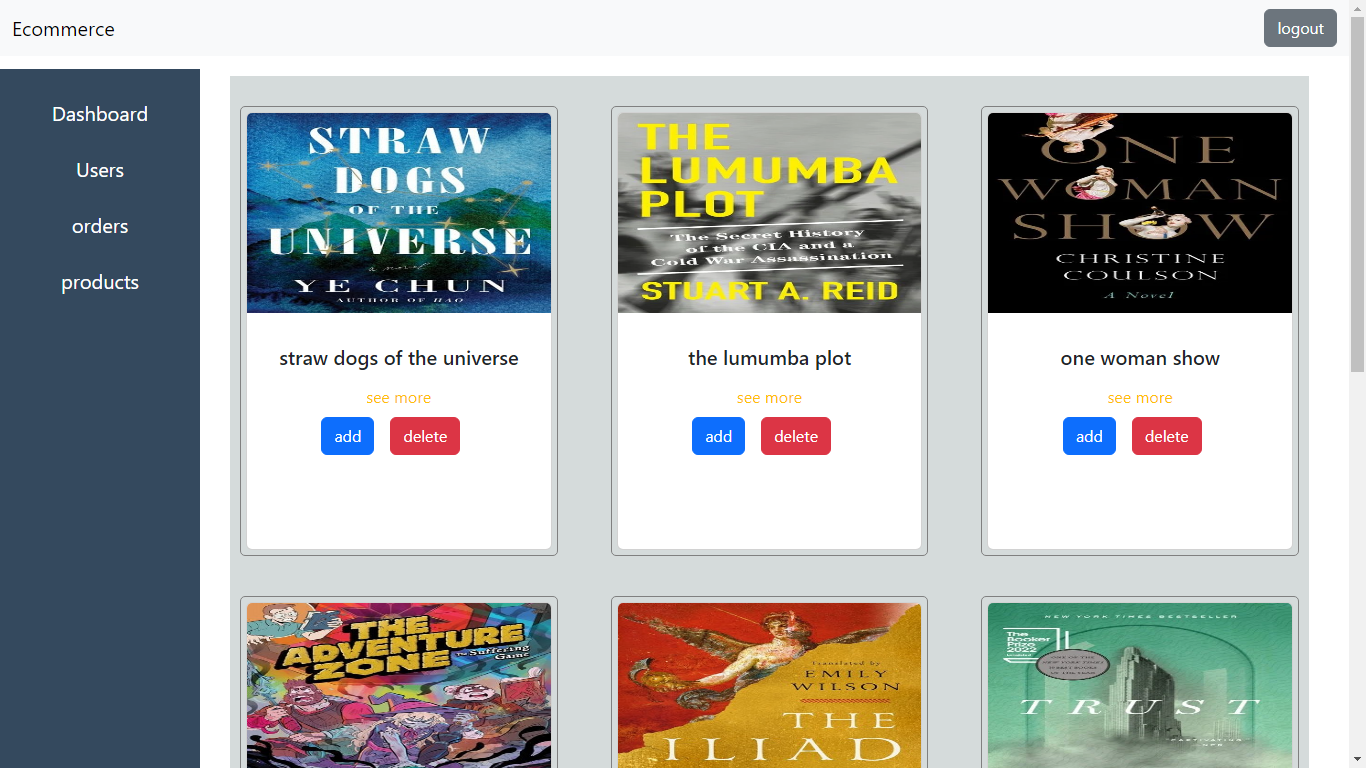 Ecommerce
logout
Dashboard
Users
orders
products
STRAW
DOGS
OF THE
UNIVERSE
a novel
YE CHUN
AUTHOR OF HAO
straw dogs of the universe
see more
add delete
THE
LUMUMBA
PLOT
The Secret History
of the CIA and a
Cold War Assassination
STUART A. REID
the lumumba plot
see more
add delete
ONE
WOMAN
SHOW
CHRISTINE
COULSON
A Novel
one woman show
see more
add delete
THE
ADVENTURE
ZONE
The Suffering
Game
Translated by
EMILY
WILSON
THE
ILIAD
NEW YORK TIMES BESTSELLER
The
Booker
Prize
2022
TRUST